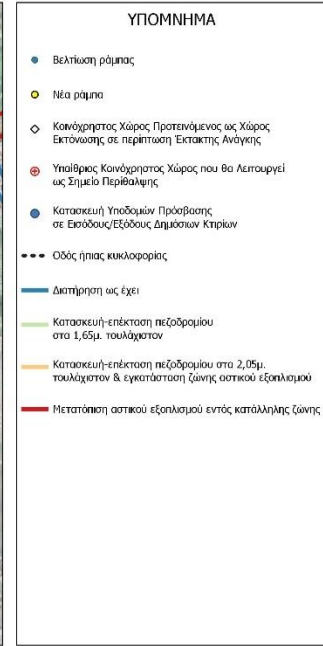 ΥΠΟΜΝΗΜΑ
Βελτίωση ράμπας
Νέα ράμπα
Κοινόχρηστος Χώρος Προτεινόμενος ως Χώρος
Εκτόνωσης σε περίπτωση Έκτακτης Ανάγκης
Υπαίθριος Κοινόχρηστος Χώρος που θα Λειτουργεί
ως Σημείο Περίθαλψης
Κατασκευή Υποδομών Πρόσβασης
σε Εισόδους/Εξόδους Δημόσιων Κτιρίων
Οδός ήπιας κυκλοφορίας
Διατήρηση ως έχει
Κατασκευή-επέκταση πεζοδρομίου
στα 1,65μ. τουλάχιστον
Κατασκευή-επέκταση πεζοδρομίου στα 2,05μ.
τουλάχιστον & εγκατάσταση ζώνης αστικού εξοπλισμού
Μετατόπιση αστικού εξοπλισμού εντός κατάλληλης ζώνης